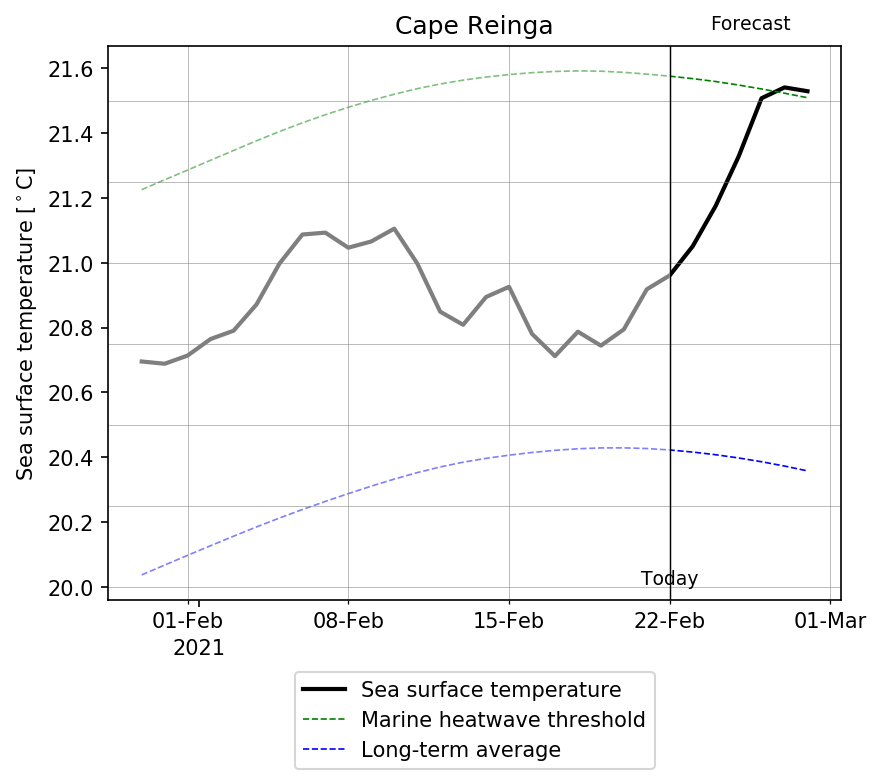 Cape Reinga
Forecast
Sea surface temperature [°C]
21.6
21.4
21.2
21.0
20.8
20.6
20.4
20.2
20.0
Today
01-Feb
08-Feb
15-Feb
22-Feb
01-Mar
2021
Sea surface temperature
Marine heatwave threshold
Long-term average